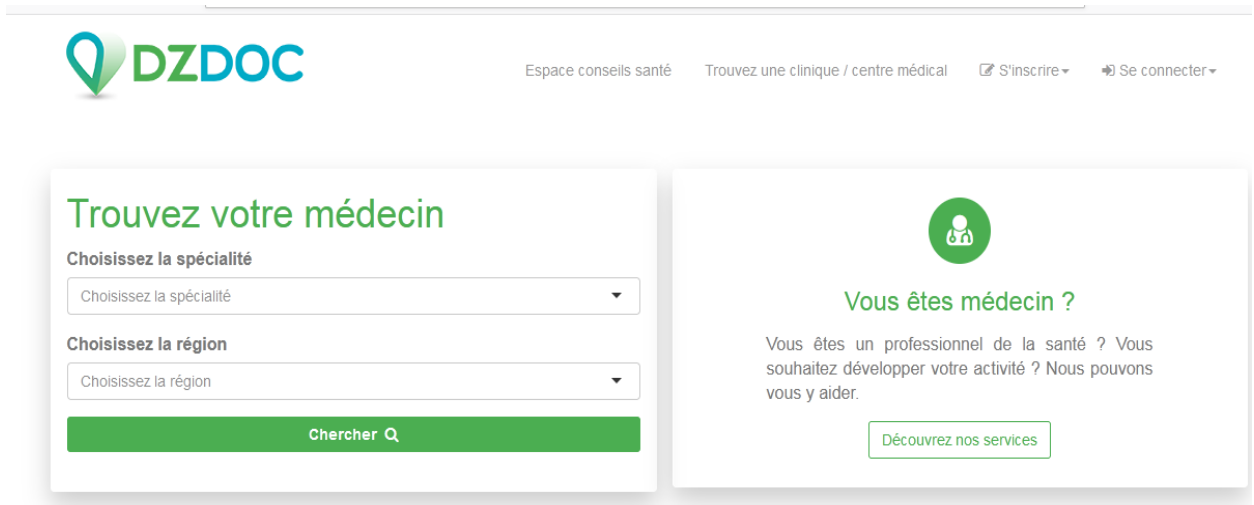 DZDOC
Espace conseils santé
Trouvez une clinique / centre médical
S'inscrire
Se connecter
Trouvez votre médecin
Choisissez la spécialité
Choisissez la spécialité
Choisissez la région
Choisissez la région
Chercher
Vous êtes médecin ?
Vous êtes un professionnel de la santé ? Vous
souhaitez développer votre activité ? Nous pouvons
vous y aider.
Découvrez nos services